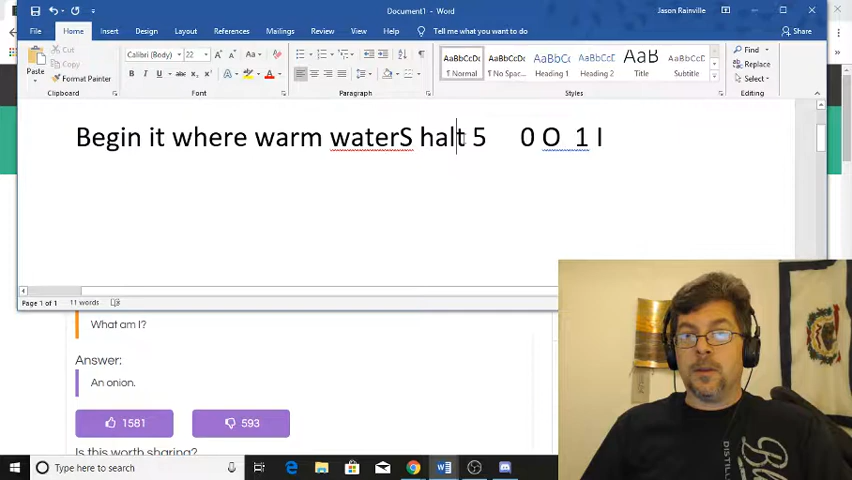 Document1 - Word
Jason Rainville
File Home Insert Design Layout References Mailings Review View Help Tell me what you want to do Share
Paste
Cut
Copy
Format Painter
Calibri (Body) 22
AaBbCcDc AaBbCcDc AaBbCc AaBbCc AaBb AaBbCcD
¶ Normal ¶ No Spac... Heading 1 Heading 2 Title Subtitle
Find
Replace
Select
Clipboard Font Paragraph Styles Editing
Begin it where warm waterS halt 5 0 O 1 I
Page 1 of 1 11 words
What am I?
Answer:
An onion.
1581 593
Is this worth sharing?
Type here to search